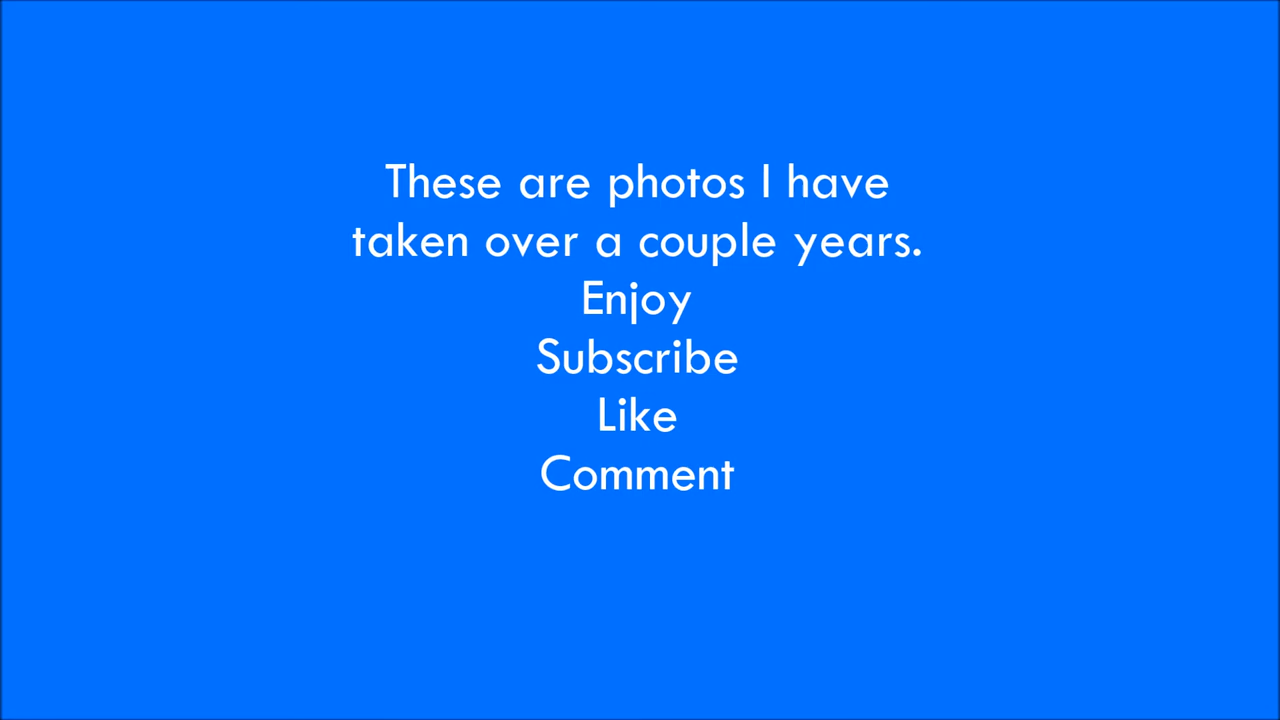 These are photos I have
taken over a couple years.
Enjoy
Subscribe
Like
Comment